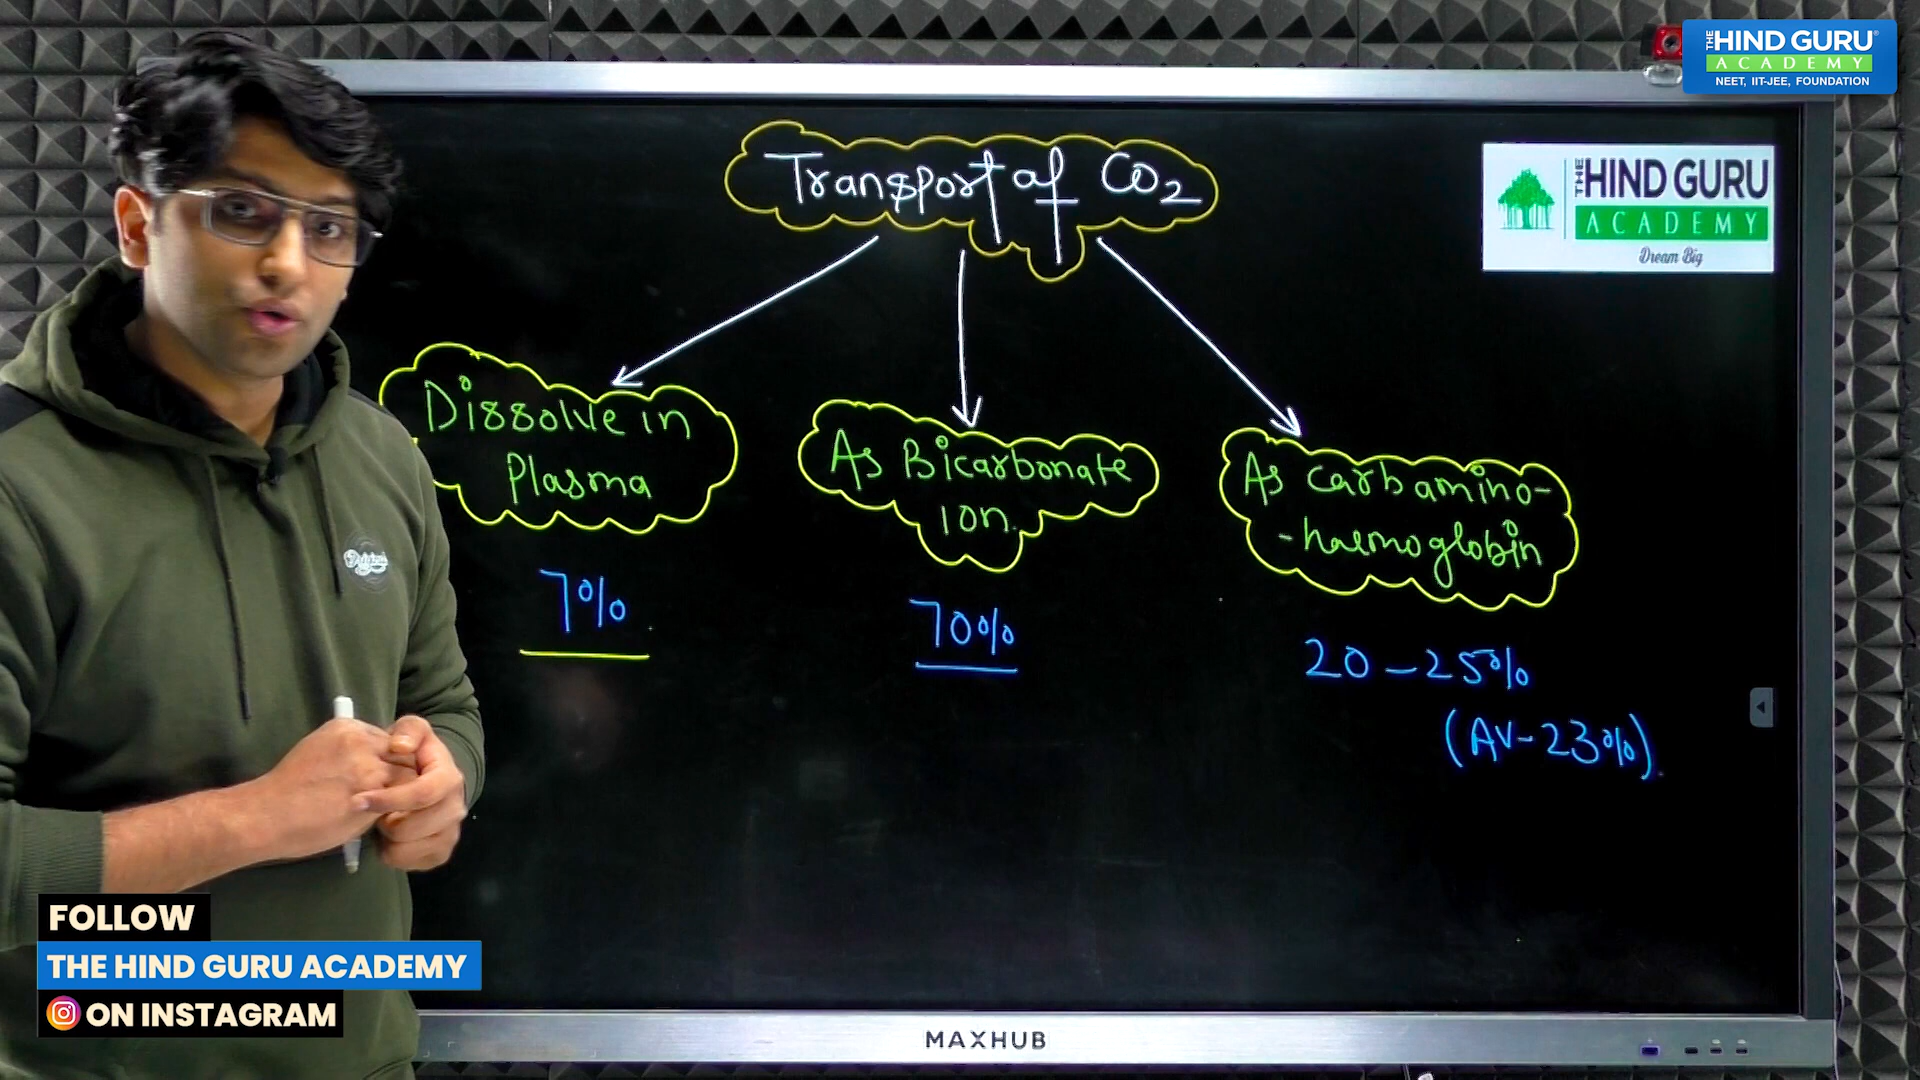 THE HIND GURU
ACADEMY
NEET, IIT-JEE, FOUNDATION
Transport of CO2
THE HIND GURU
ACADEMY
Dream Big
Dissolve in
Plasma
7%
As Bicarbonate
ion.
70%
As carbamino-
-haemoglobin
20-25%
(AV-23%).
Original
FOLLOW
THE HIND GURU ACADEMY
ON INSTAGRAM
MAXHUB